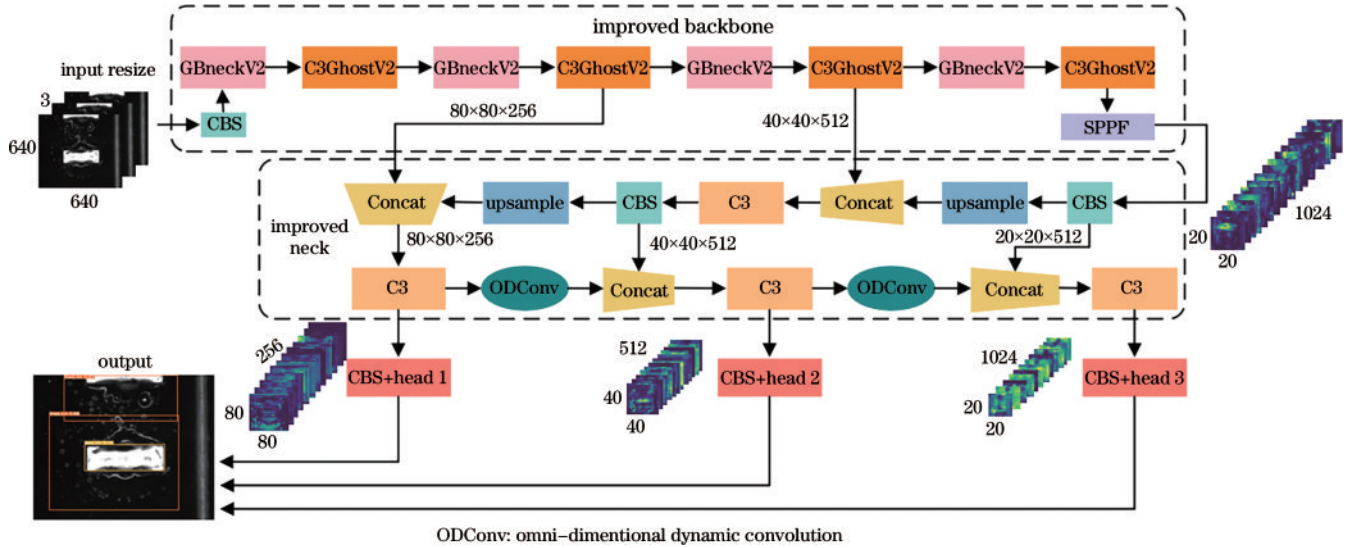 improved backbone
input resize
GBneckV2
C3GhostV2
GBneckV2
C3GhostV2
GBneckV2
C3GhostV2
GBneckV2
C3GhostV2
3
640
640
CBS
80×80×256
40×40×512
SPPF
improved
neck
Concat
upsample
CBS
C3
Concat
upsample
CBS
1024
20
20
80×80×256
40×40×512
20×20×512
C3
ODConv
Concat
C3
ODConv
Concat
C3
output
256
80
80
CBS+head 1
512
40
40
CBS+head 2
1024
20
20
CBS+head 3
ODConv: omni−dimentional dynamic convolution